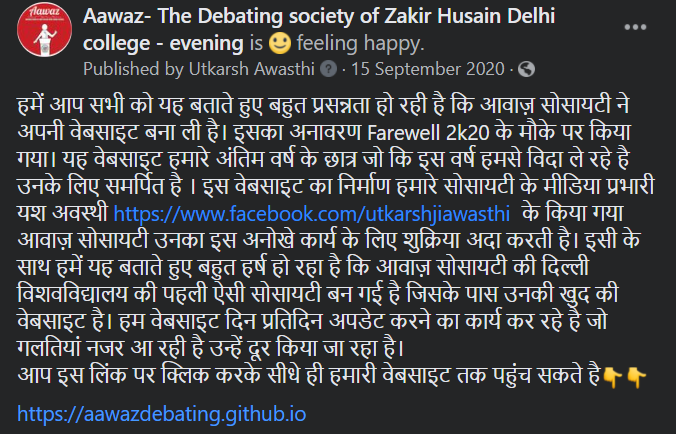 Aawaz
Aawaz- The Debating society of Zakir Husain Delhi
college - evening is 😊 feeling happy.
Published by Utkarsh Awasthi · 15 September 2020 ·
हमें आप सभी को यह बताते हुए बहुत प्रसन्नता हो रही है कि आवाज़ सोसायटी ने
अपनी वेबसाइट बना ली है। इसका अनावरण Farewell 2k20 के मौके पर किया
गया। यह वेबसाइट हमारे अंतिम वर्ष के छात्र जो कि इस वर्ष हमसे विदा ले रहे है
उनके लिए समर्पित है । इस वेबसाइट का निर्माण हमारे सोसायटी के मीडिया प्रभारी
यश अवस्थी https://www.facebook.com/utkarshjiawasthi के किया गया
आवाज़ सोसायटी उनका इस अनोखे कार्य के लिए शुक्रिया अदा करती है। इसी के
साथ हमें यह बताते हुए बहुत हर्ष हो रहा है कि आवाज़ सोसायटी की दिल्ली
विशवविद्यालय की पहली ऐसी सोसायटी बन गई है जिसके पास उनकी खुद की
वेबसाइट है। हम वेबसाइट दिन प्रतिदिन अपडेट करने का कार्य कर रहे है जो
गलतियां नजर आ रही है उन्हें दूर किया जा रहा है।
आप इस लिंक पर क्लिक करके सीधे ही हमारी वेबसाइट तक पहुंच सकते है👇👇
https://aawazdebating.github.io